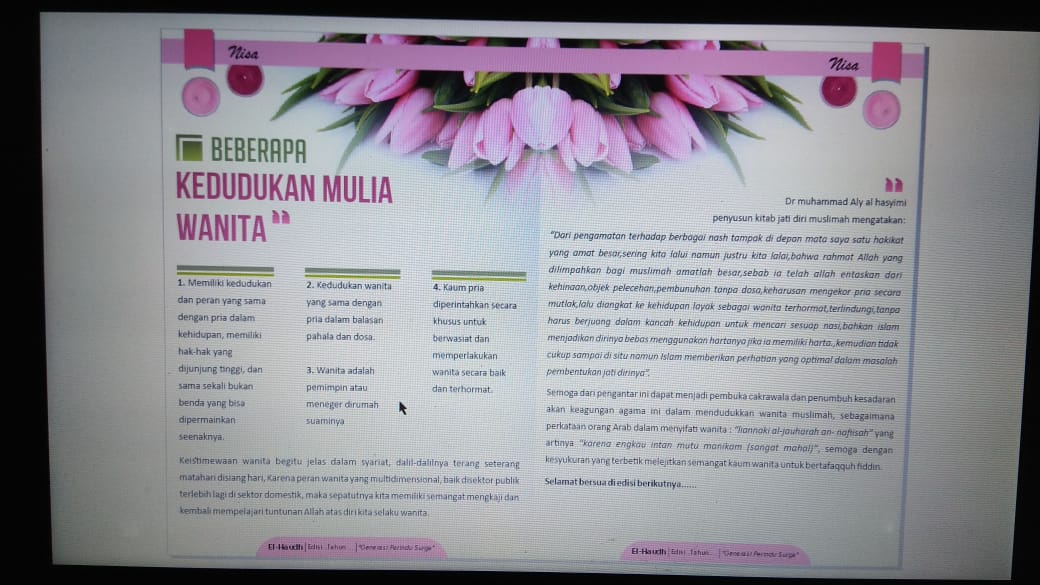 Nisa
BEBERAPA
KEDUDUKAN MULIA
WANITA
1. Memiliki kedudukan
dan peran yang sama
dengan pria dalam
kehidupan, memiliki
hak-hak yang
dijunjung tinggi, dan
sama sekali bukan
benda yang bisa
dipermainkan
seenaknya.
2. Kedudukan wanita
yang sama dengan
pria dalam balasan
pahala dan dosa.
3. Wanita adalah
pemimpin atau
meneger dirumah
suaminya
4. Kaum pria
diperintahkan secara
khusus untuk
berwasiat dan
memperlakukan
wanita secara baik
dan terhormat.
Keistimewaan wanita begitu jelas dalam syariat, dalil-dalilnya terang seterang
matahari disiang hari, Karena peran wanita yang multidimensional, baik disektor publik
terlebih lagi di sektor domestik, maka sepatutnya kita memiliki semangat mengkaji dan
kembali mempelajari tuntunan Allah atas diri kita selaku wanita.
El-Haudh | Edisi ..Tahun... | "Generasi Perindu Surga"
Nisa
Dr muhammad Aly al hasyimi
penyusun kitab jati diri muslimah mengatakan:
"Dari pengamatan terhadap berbagai nash tampak di depan mata saya satu hakikat
yang amat besar,sering kita lalui namun justru kita lalai,bahwa rahmat Allah yang
dilimpahkan bagi muslimah amatlah besar,sebab ia telah allah entaskan dari
kehinaan,objek pelecehan,pembunuhan tanpa dosa,keharusan mengekor pria secara
mutlak,lalu diangkat ke kehidupan layak sebagai wanita terhormat,terlindungi,tanpa
harus berjuang dalam kancah kehidupan untuk mencari sesuap nasi,bahkan islam
menjadikan dirinya bebas menggunakan hartanya jika ia memiliki harta.,kemudian tidak
cukup sampai di situ namun Islam memberikan perhatian yang optimal dalam masalah
pembentukan jati dirinya".
Semoga dari pengantar ini dapat menjadi pembuka cakrawala dan penumbuh kesadaran
akan keagungan agama ini dalam mendudukkan wanita muslimah, sebagaimana
perkataan orang Arab dalam menyifati wanita : "liannaki al-jauharah an- nafiisah" yang
artinya "karena engkau intan mutu manikam (sangat mahal)", semoga dengan
kesyukuran yang terbetik melejitkan semangat kaum wanita untuk bertafaqquh fiddin.
Selamat bersua di edisi berikutnya......
El-Haudh | Edisi ..Tahun... | "Generasi Perindu Surga"